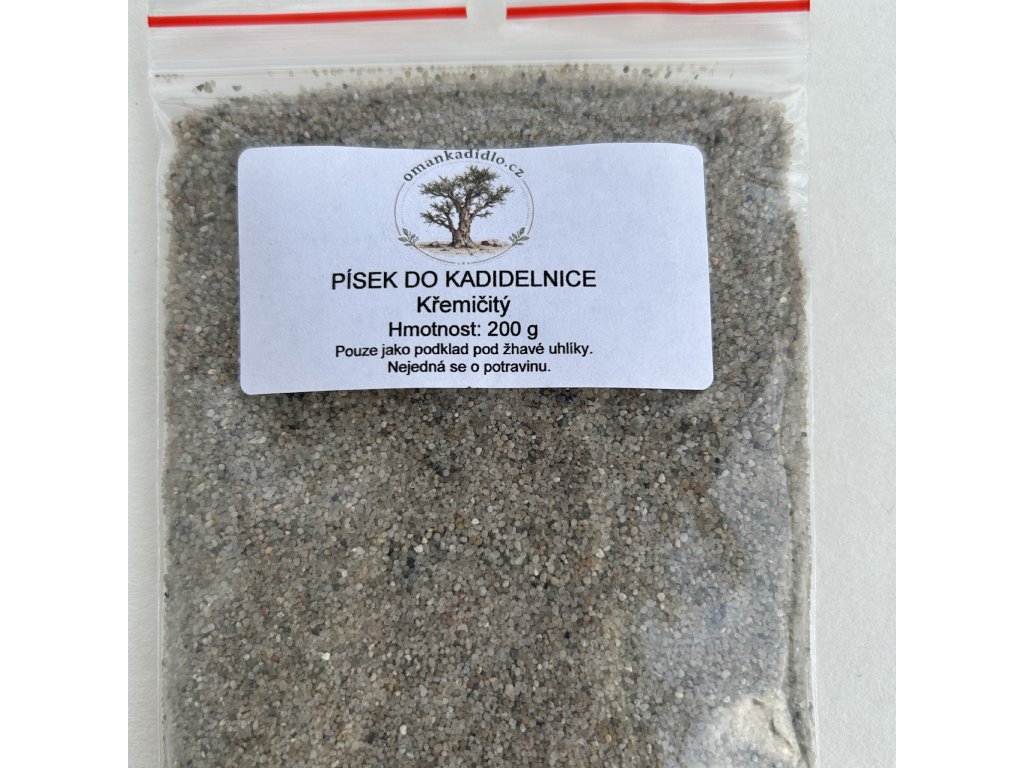 omankadidlo.cz
PÍSEK DO KADIDELNICE
Křemičitý
Hmotnost: 200 g
Pouze jako podklad pod žhavé uhlíky.
Nejedná se o potravinu.